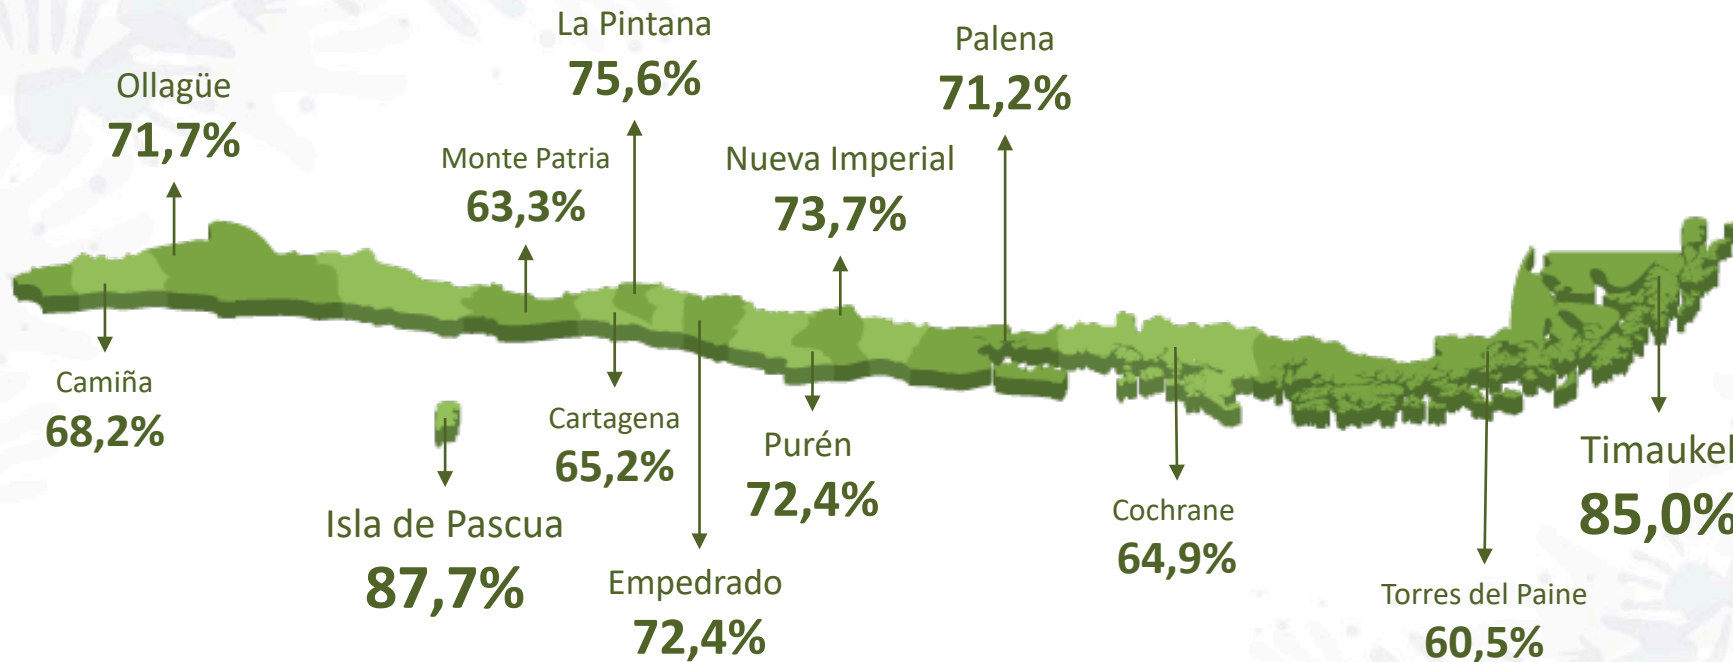 La Pintana
75,6%
Palena
71,2%
Ollagüe
71,7%
Monte Patria
63,3%
Nueva Imperial
73,7%
Camiña
68,2%
Cartagena
65,2%
Purén
72,4%
Timaukel
85,0%
Isla de Pascua
87,7%
Cochrane
64,9%
Empedrado
72,4%
Torres del Paine
60,5%